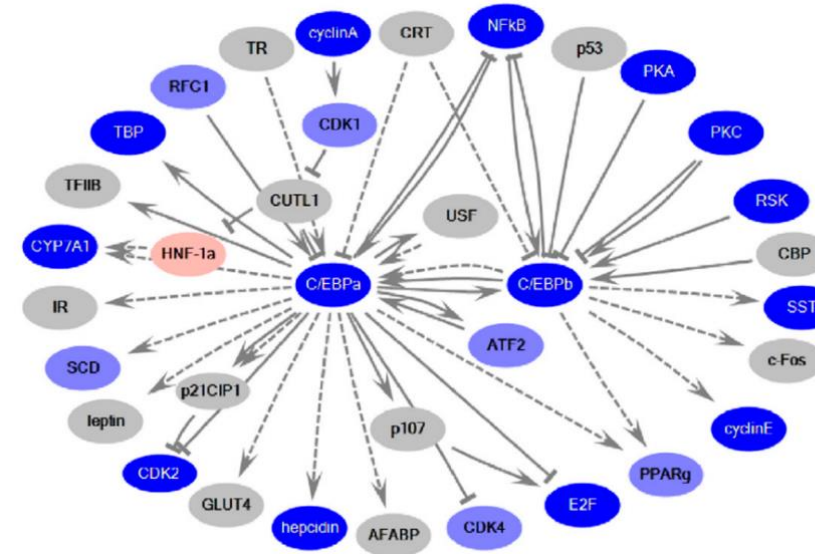 NFkB
cyclinA
CRT
TR
p53
PKA
RFC1
CDK1
TBP
PKC
TFIIB
CUTL1
RSK
USF
CYP7A1
HNF-1a
CBP
C/EBPa
C/EBPb
IR
SST
ATF2
c-Fos
SCD
p21CIP1
leptin
p107
cyclinE
CDK2
PPARg
GLUT4
E2F
hepcidin
AFABP
CDK4